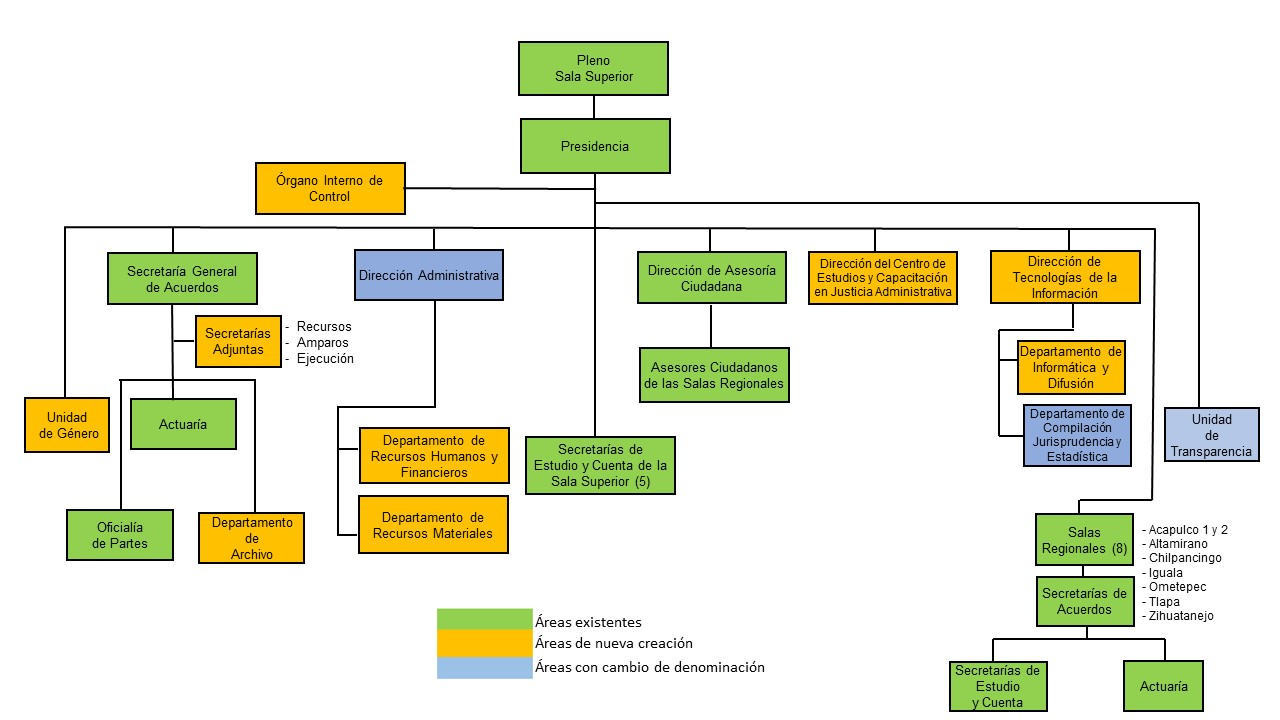 Pleno
Sala Superior
Presidencia
Órgano Interno de
Control
Secretaría General
de Acuerdos
Dirección Administrativa
Dirección de Asesoría
Ciudadana
Dirección del Centro de
Estudios y Capacitación
en Justicia Administrativa
Dirección de
Tecnologías de la
Información
Secretarías
Adjuntas
- Recursos
- Amparos
- Ejecución
Asesores Ciudadanos
de las Salas Regionales
Departamento de
Informática y
Difusión
Unidad
de Género
Actuaría
Departamento de
Recursos Humanos y
Financieros
Secretarías de
Estudio y Cuenta de la
Sala Superior (5)
Departamento de
Compilación
Jurisprudencia y
Estadística
Unidad
de
Transparencia
Oficialía
de Partes
Departamento
de
Archivo
Departamento de
Recursos Materiales
Salas
Regionales (8)
- Acapulco 1 y 2
- Altamirano
- Chilpancingo
- Iguala
- Ometepec
- Tlapa
- Zihuatanejo
Secretarías de
Acuerdos
Secretarías de
Estudio
y Cuenta
Actuaría
Áreas existentes
Áreas de nueva creación
Áreas con cambio de denominación